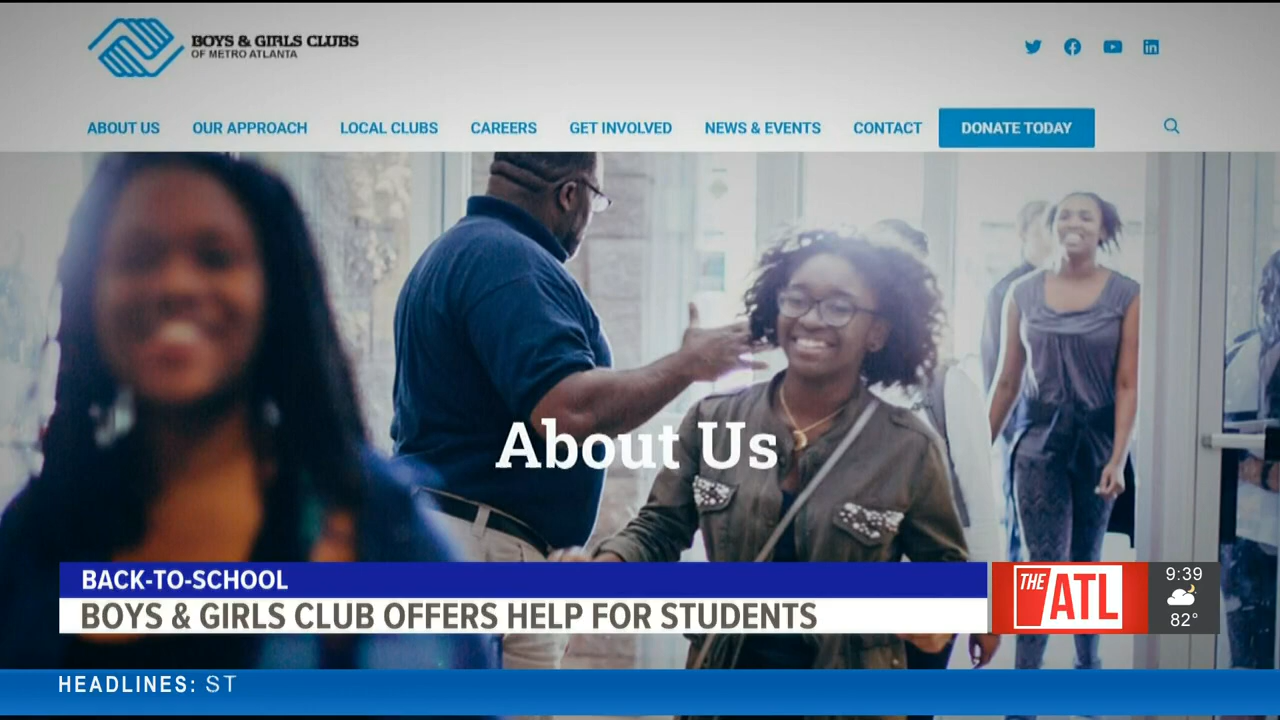 BOYS & GIRLS CLUBS
OF METRO ATLANTA
ABOUT US OUR APPROACH LOCAL CLUBS CAREERS GET INVOLVED NEWS & EVENTS CONTACT DONATE TODAY
About Us
BACK-TO-SCHOOL
BOYS & GIRLS CLUB OFFERS HELP FOR STUDENTS
THE ATL
9:39
82°
HEADLINES: ST